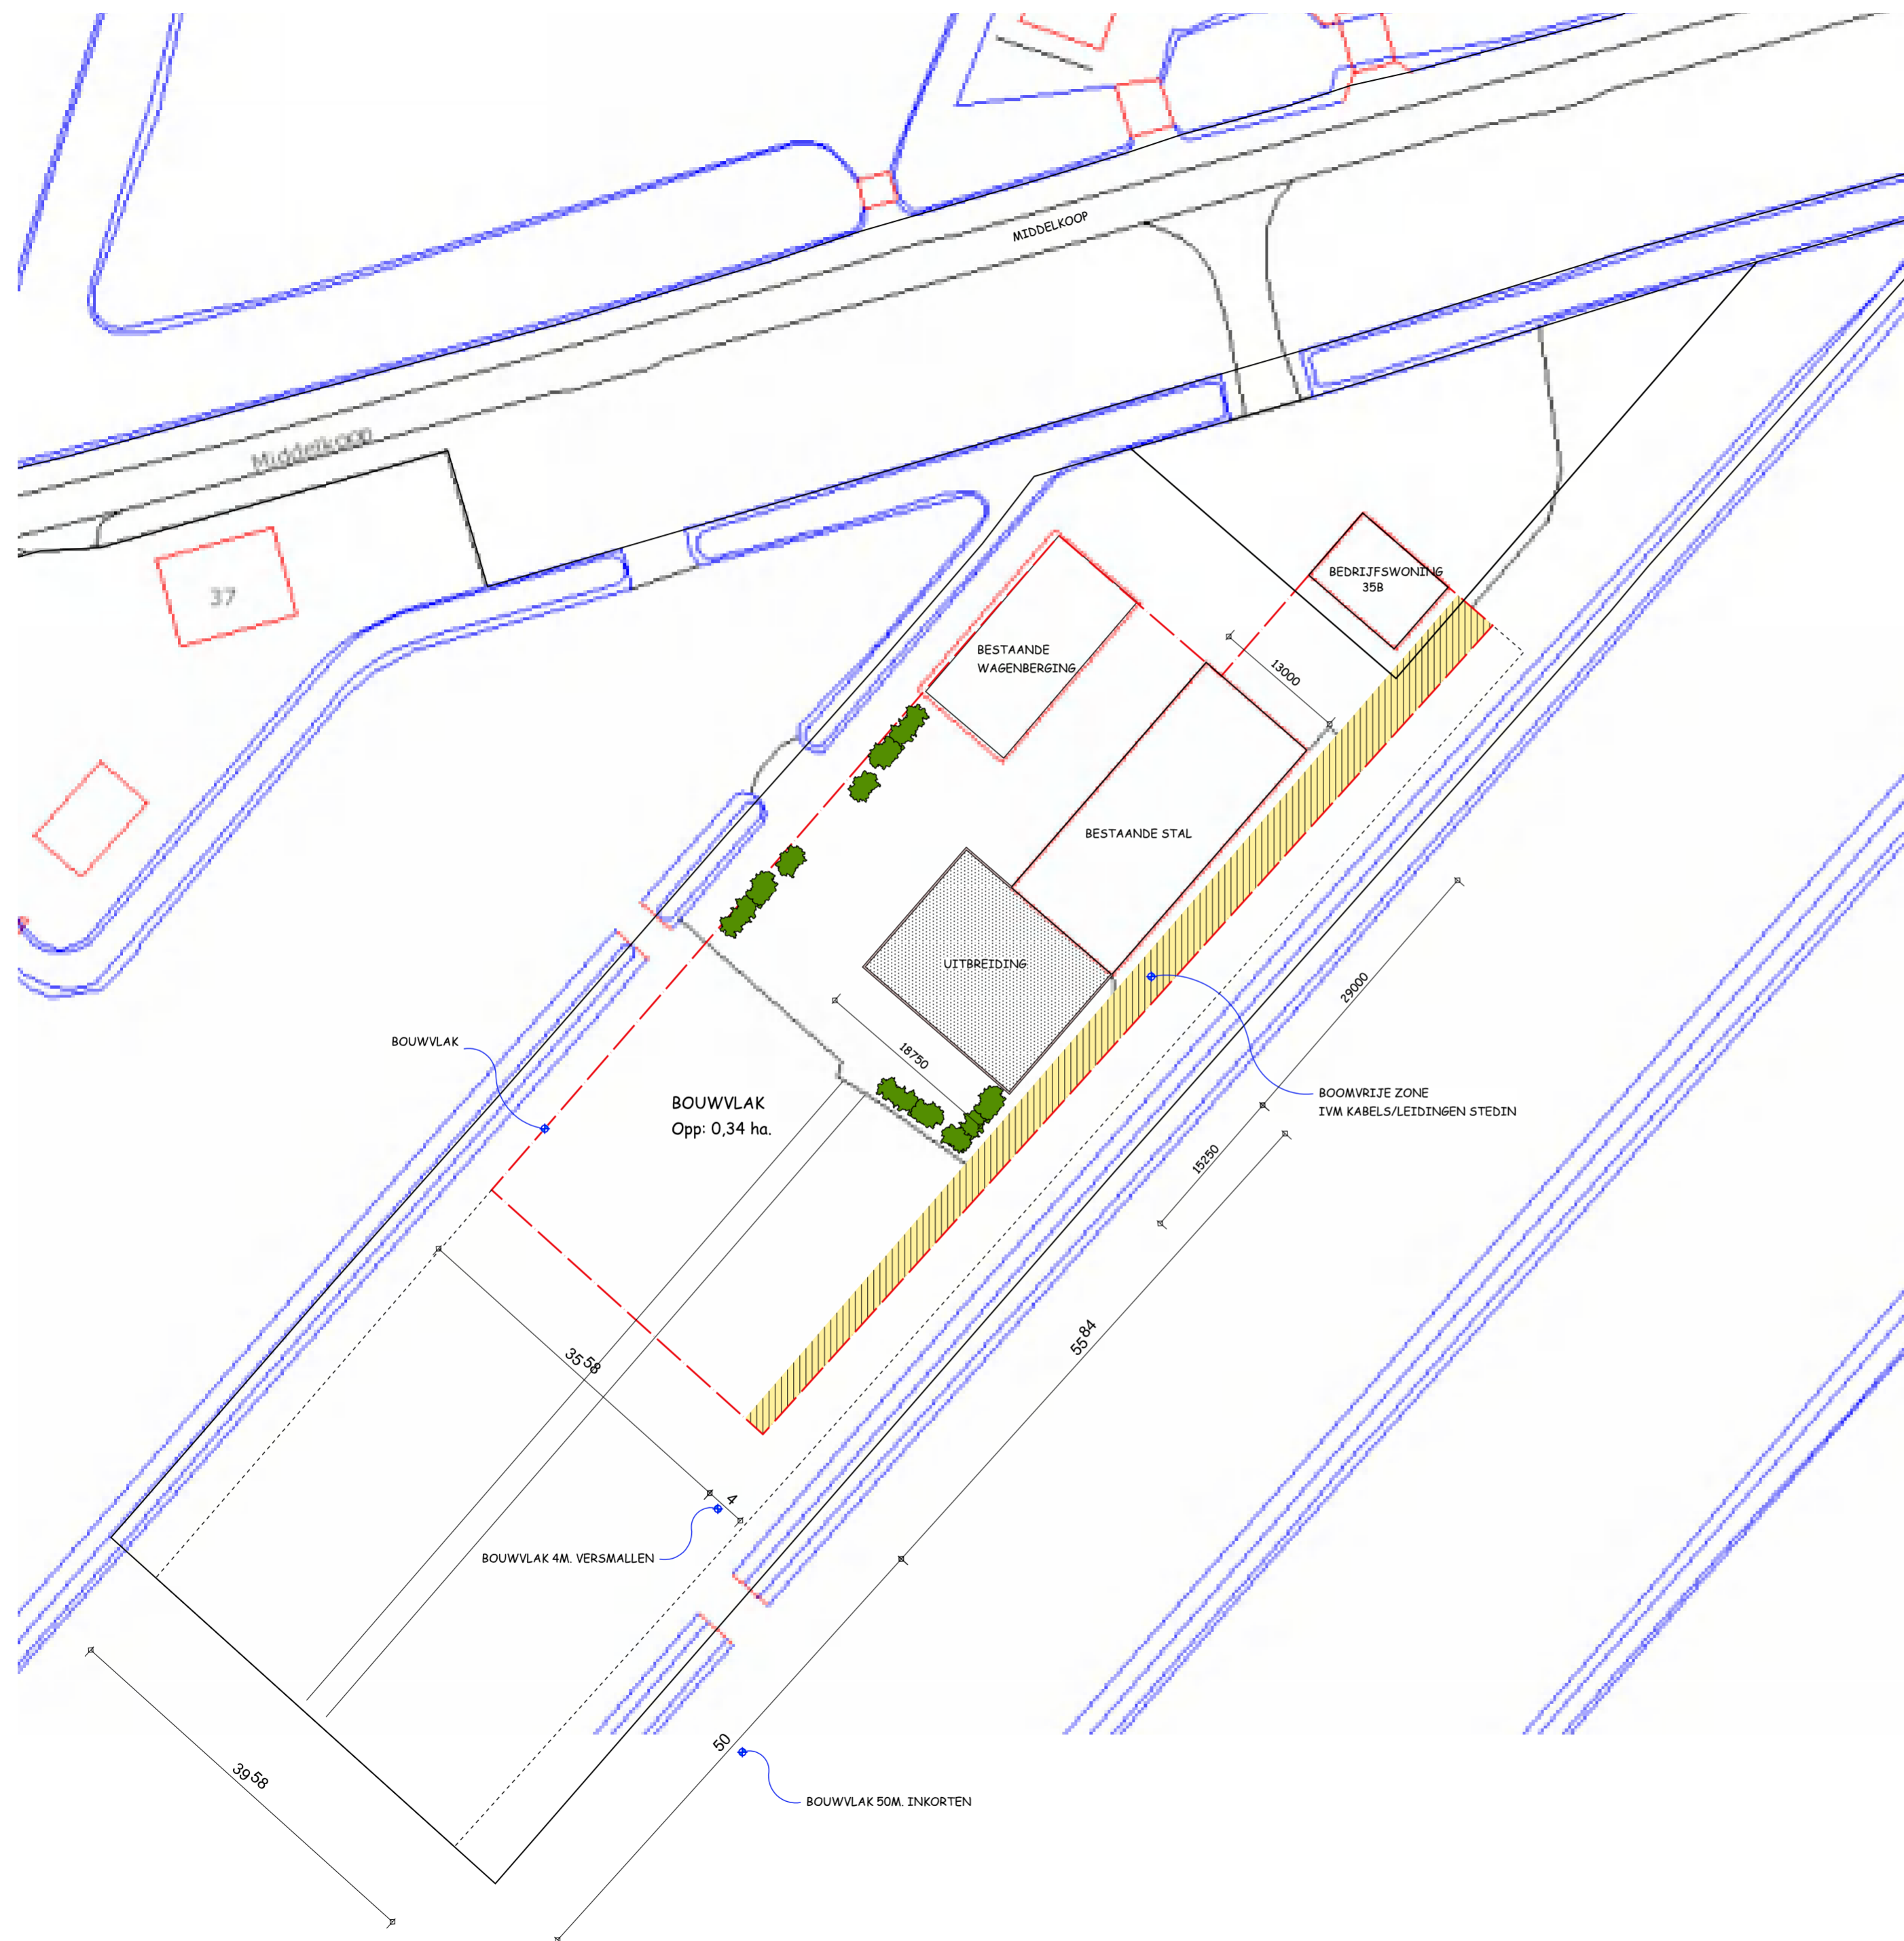 MIDDELKOOP
Middelkoop
37
BEDRIJFSWONING
35B
BESTAANDE
WAGENBERGING
13000
BESTAANDE STAL
UITBREIDING
29000
BOUWVLAK
18750
BOOMVRIJE ZONE
IVM KABELS/LEIDINGEN STEDIN
BOUWVLAK
Opp: 0,34 ha.
15250
55 84
35 58
4
BOUWVLAK 4M. VERSMALLEN
50
39 58
BOUWVLAK 50M. INKORTEN